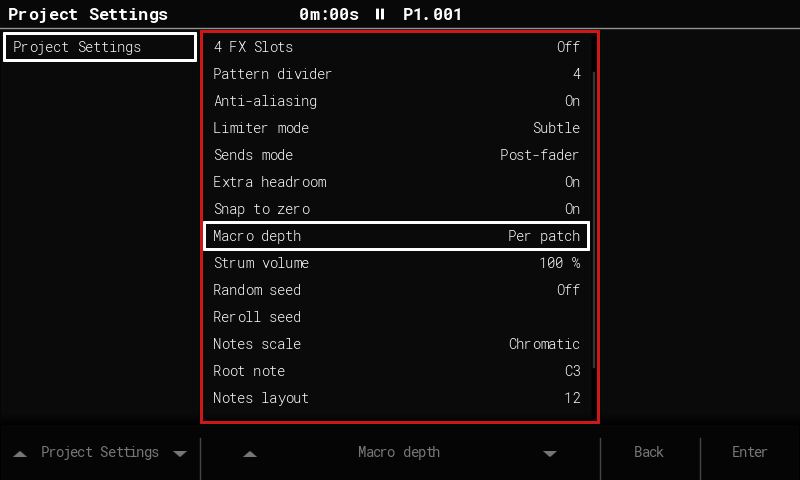 Project Settings 0m:00s P1.001
Project Settings
4 FX Slots Off
Pattern divider 4
Anti-aliasing On
Limiter mode Subtle
Sends mode Post-fader
Extra headroom On
Snap to zero On
Macro depth Per patch
Strum volume 100 %
Random seed Off
Reroll seed
Notes scale Chromatic
Root note C3
Notes layout 12
Project Settings Macro depth Back Enter